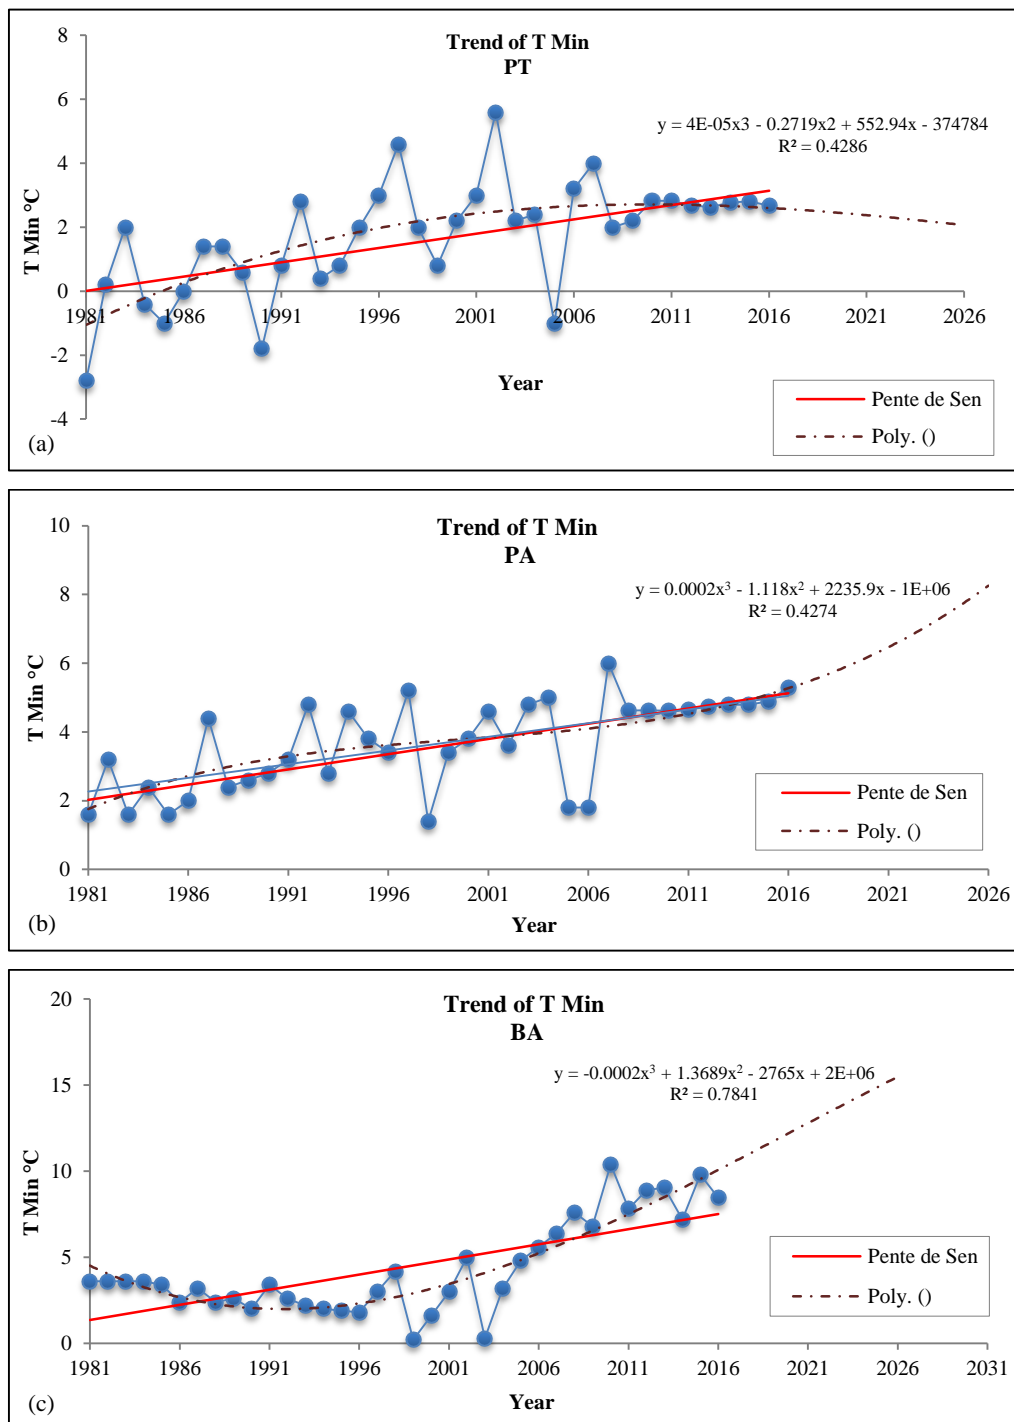 Trend of T Min
PT
y = 4E-05x3 - 0.2719x2 + 552.94x - 374784
R² = 0.4286
T Min °C
8
6
4
2
0
-2
-4
1981 1986 1991 1996 2001 2006 2011 2016 2021 2026
Year
Pente de Sen
Poly. ()
(a)
Trend of T Min
PA
y = 0.0002x³ - 1.118x² + 2235.9x - 1E+06
R² = 0.4274
T Min °C
10
8
6
4
2
0
1981 1986 1991 1996 2001 2006 2011 2016 2021 2026
Year
Pente de Sen
Poly. ()
(b)
Trend of T Min
BA
y = -0.0002x³ + 1.3689x² - 2765x + 2E+06
R² = 0.7841
T Min °C
20
15
10
5
0
1981 1986 1991 1996 2001 2006 2011 2016 2021 2026 2031
Year
Pente de Sen
Poly. ()
(c)